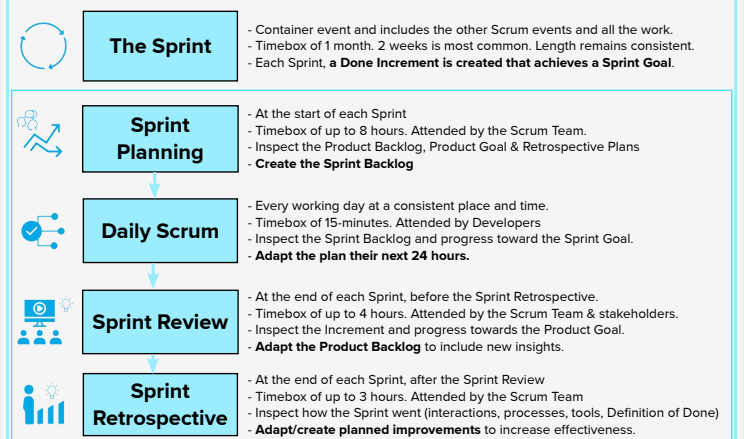 The Sprint
- Container event and includes the other Scrum events and all the work.
- Timebox of 1 month. 2 weeks is most common. Length remains consistent.
- Each Sprint, a Done Increment is created that achieves a Sprint Goal.
Sprint
Planning
- At the start of each Sprint
- Timebox of up to 8 hours. Attended by the Scrum Team.
- Inspect the Product Backlog, Product Goal & Retrospective Plans
- Create the Sprint Backlog
Daily Scrum
- Every working day at a consistent place and time.
- Timebox of 15-minutes. Attended by Developers
- Inspect the Sprint Backlog and progress toward the Sprint Goal.
- Adapt the plan their next 24 hours.
Sprint Review
- At the end of each Sprint, before the Sprint Retrospective.
- Timebox of up to 4 hours. Attended by the Scrum Team & stakeholders.
- Inspect the Increment and progress towards the Product Goal.
- Adapt the Product Backlog to include new insights.
Sprint
Retrospective
- At the end of each Sprint, after the Sprint Review
- Timebox of up to 3 hours. Attended by the Scrum Team
- Inspect how the Sprint went (interactions, processes, tools, Definition of Done)
- Adapt/create planned improvements to increase effectiveness.